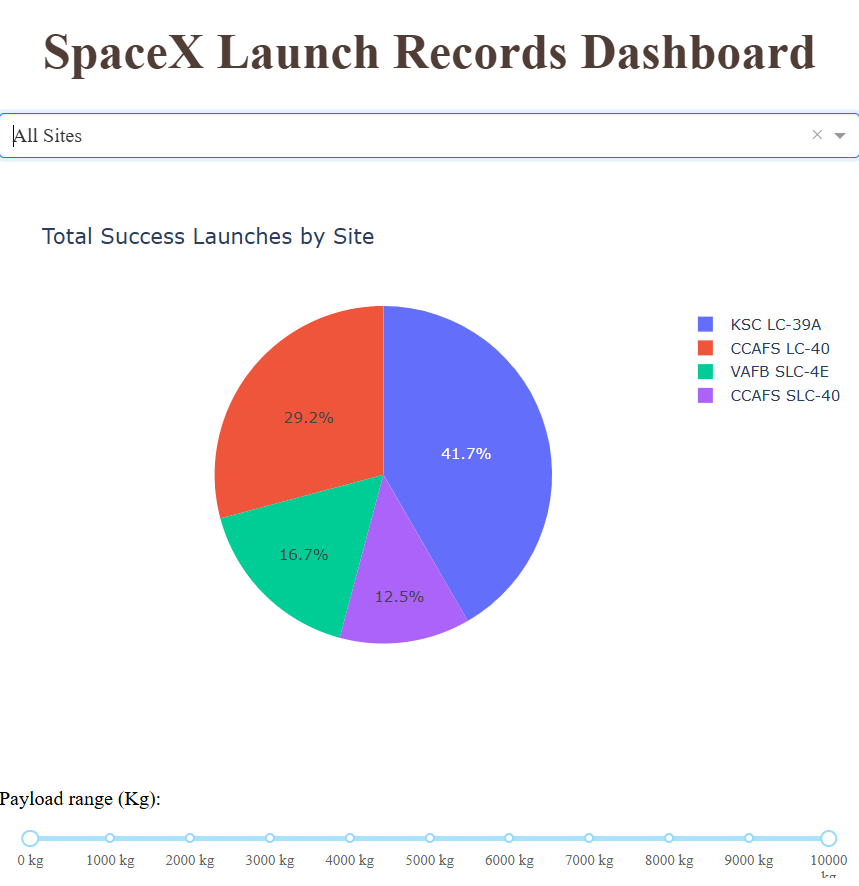 SpaceX Launch Records Dashboard
All Sites
Total Success Launches by Site
KSC LC-39A
CCAFS LC-40
VAFB SLC-4E
CCAFS SLC-40
29.2%
41.7%
16.7%
12.5%
Payload range (Kg):
0 kg 1000 kg 2000 kg 3000 kg 4000 kg 5000 kg 6000 kg 7000 kg 8000 kg 9000 kg 10000
kg